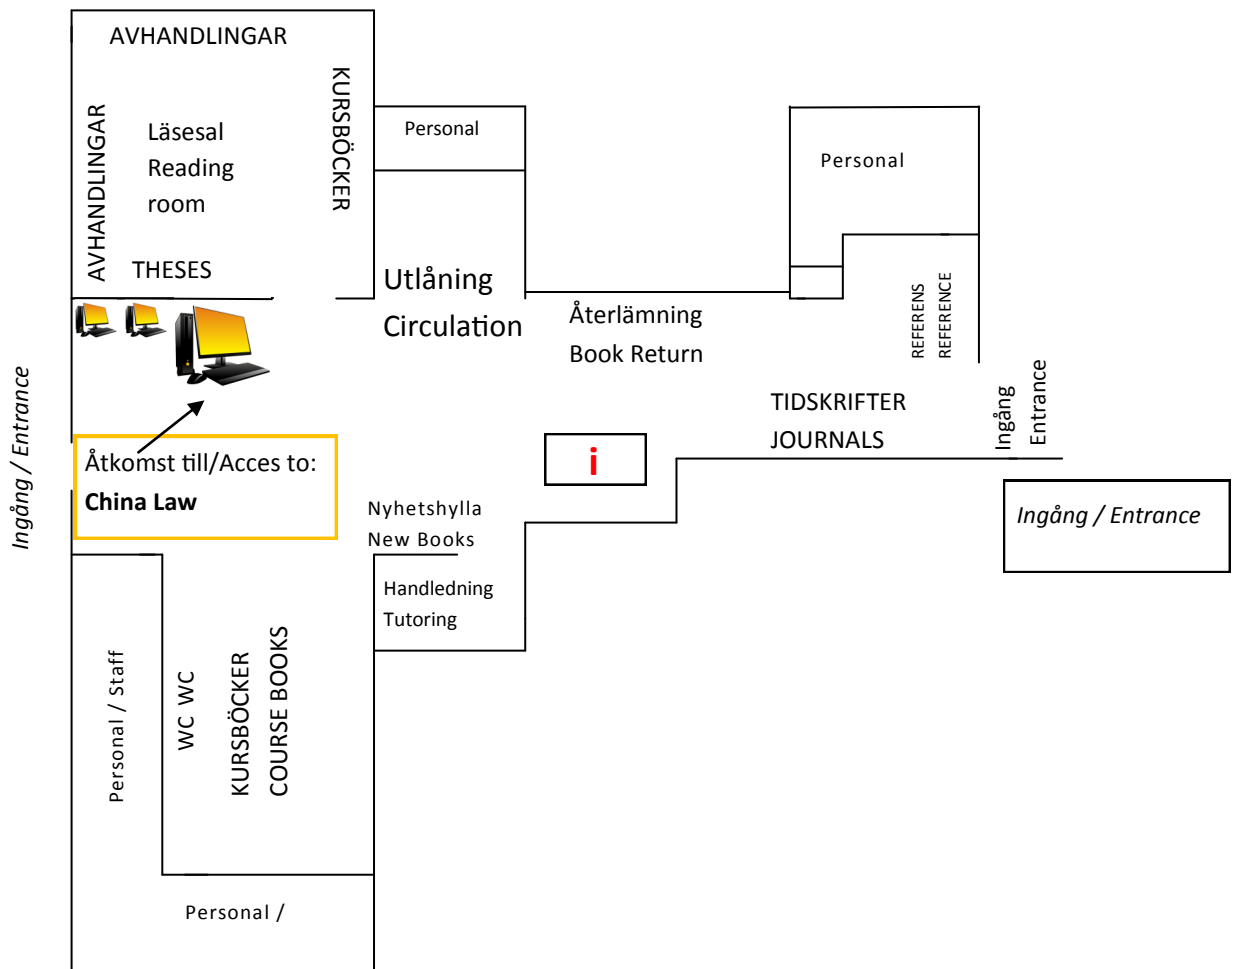 AVHANDLINGAR
AVHANDLINGAR
Läsesal
Reading
room
THESES
KURSBÖCKER
Personal
Utlåning
Circulation
Personal
Återlämning
Book Return
REFERENS
REFERENCE
TIDSKRIFTER
JOURNALS
Ingång
Entrance
Ingång / Entrance
Åtkomst till/Acces to:
China Law
i
Ingång / Entrance
Nyhetshylla
New Books
Handledning
Tutoring
Personal / Staff
WC WC
KURSBÖCKER
COURSE BOOKS
Personal /